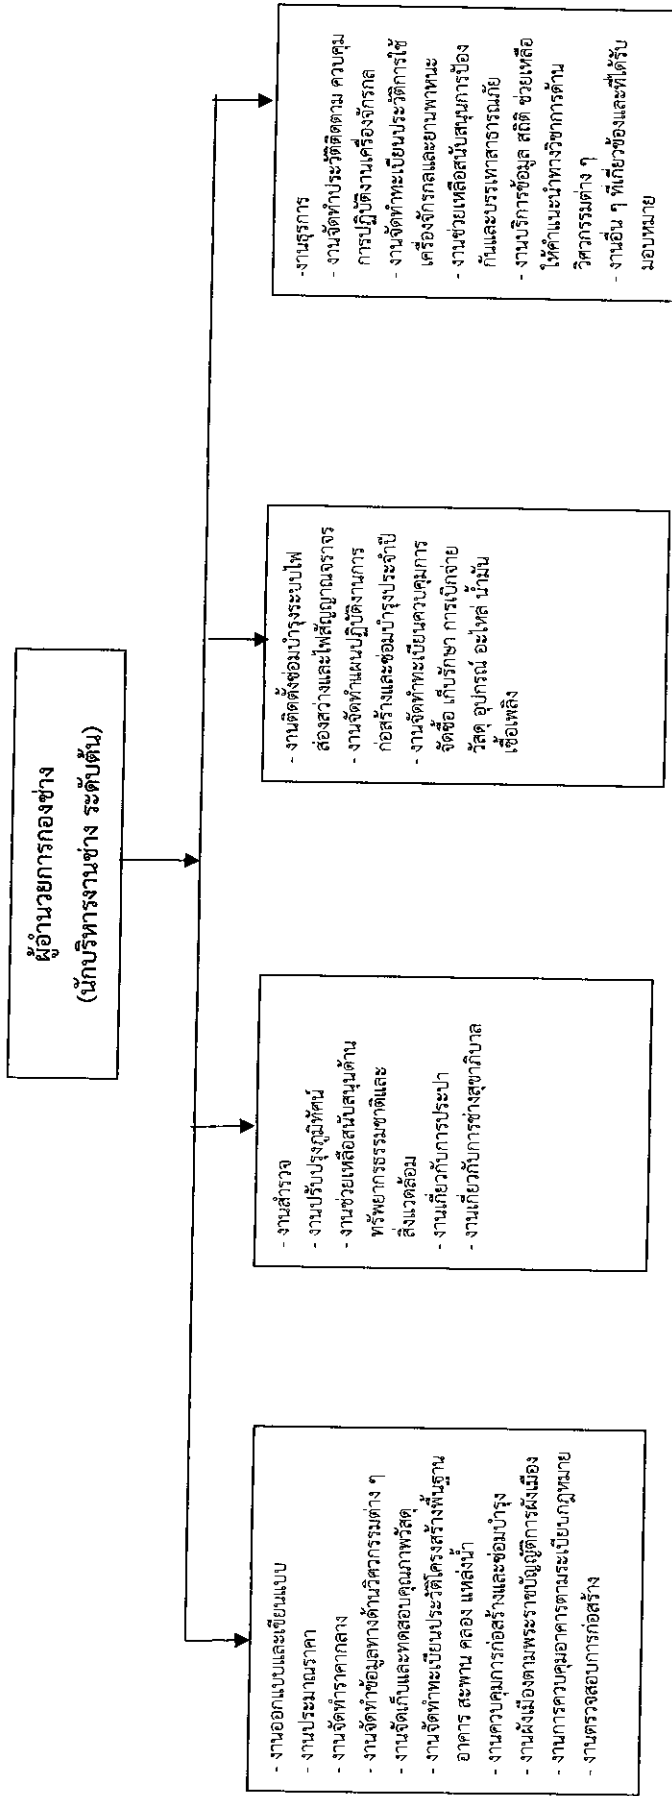 ผู้อำนวยการกองช่าง
(นักบริหารงานช่าง ระดับต้น)
- งานออกแบบและเขียนแบบ
- งานประมาณราคา
- งานจัดทำราคากลาง
- งานจัดทำข้อมูลทางด้านวิศวกรรมต่าง ๆ
- งานจัดเก็บและทดสอบคุณภาพวัสดุ
- งานจัดทำทะเบียนประวัติโครงสร้างพื้นฐาน
อาคาร สะพาน คลอง แหล่งน้ำ
- งานควบคุมการก่อสร้างและซ่อมบำรุง
- งานผังเมืองตามพระราชบัญญัติการผังเมือง
- งานการควบคุมอาคารตามระเบียบกฎหมาย
- งานตรวจสอบการก่อสร้าง
- งานสำรวจ
- งานปรับปรุงภูมิทัศน์
- งานช่วยเหลือสนับสนุนด้าน
ทรัพยากรธรรมชาติและ
สิ่งแวดล้อม
- งานเกี่ยวกับการประปา
- งานเกี่ยวกับการช่างสุขาภิบาล
- งานติดตั้งซ่อมบำรุงระบบไฟ
ส่องสว่างและไฟสัญญาณจราจร
- งานจัดทำแผนปฏิบัติงานการ
ก่อสร้างและซ่อมบำรุงประจำปี
- งานจัดทำทะเบียนควบคุมการ
จัดซื้อ เก็บรักษา การเบิกจ่าย
วัสดุ อุปกรณ์ อะไหล่ น้ำมัน
เชื้อเพลิง
-งานธุรการ
- งานจัดทำประวัติติดตาม ควบคุม
การปฏิบัติงานเครื่องจักรกล
- งานจัดทำทะเบียนประวัติการใช้
เครื่องจักรกลและยานพาหนะ
- งานช่วยเหลือสนับสนุนการป้อง
กันและบรรเทาสาธารณภัย
- งานบริการข้อมูล สถิติ ช่วยเหลือ
ให้คำแนะนำทางวิชาการด้าน
วิศวกรรมต่าง ๆ
- งานอื่น ๆ ที่เกี่ยวข้องและที่ได้รับ
มอบหมาย